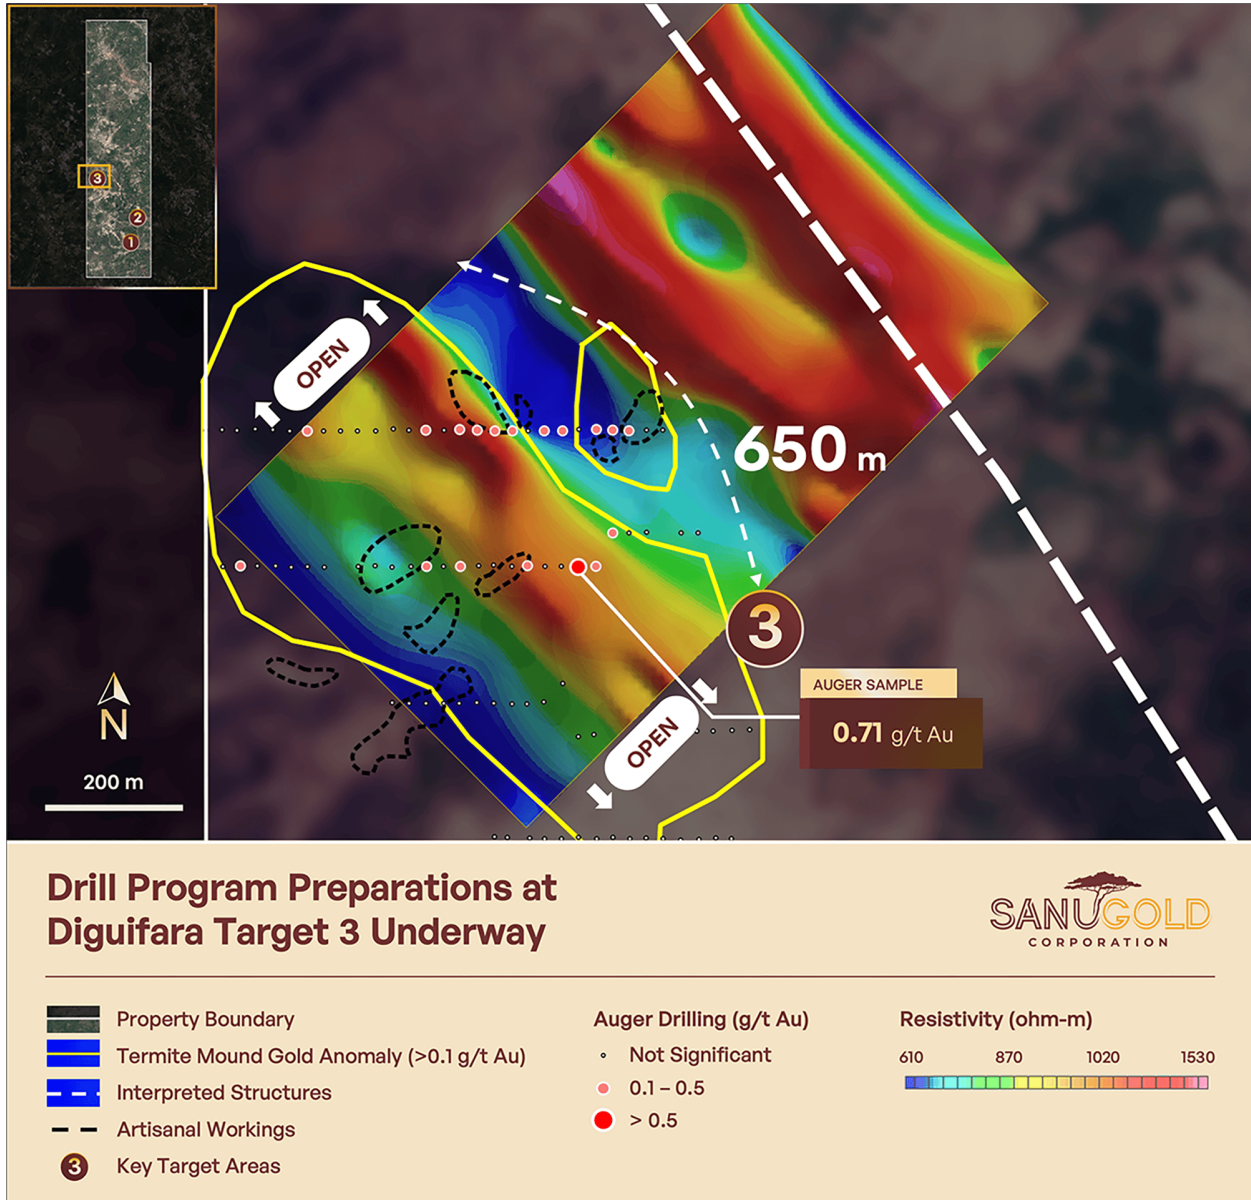 3
2
1
OPEN
650 m
3
AUGER SAMPLE
0.71 g/t Au
OPEN
N
200 m
Drill Program Preparations at
Diguifara Target 3 Underway
SANUGOLD
CORPORATION
Property Boundary
Termite Mound Gold Anomaly (>0.1 g/t Au)
Interpreted Structures
Artisanal Workings
3 Key Target Areas
Auger Drilling (g/t Au)
Not Significant
0.1 – 0.5
> 0.5
Resistivity (ohm-m)
610 870 1020 1530